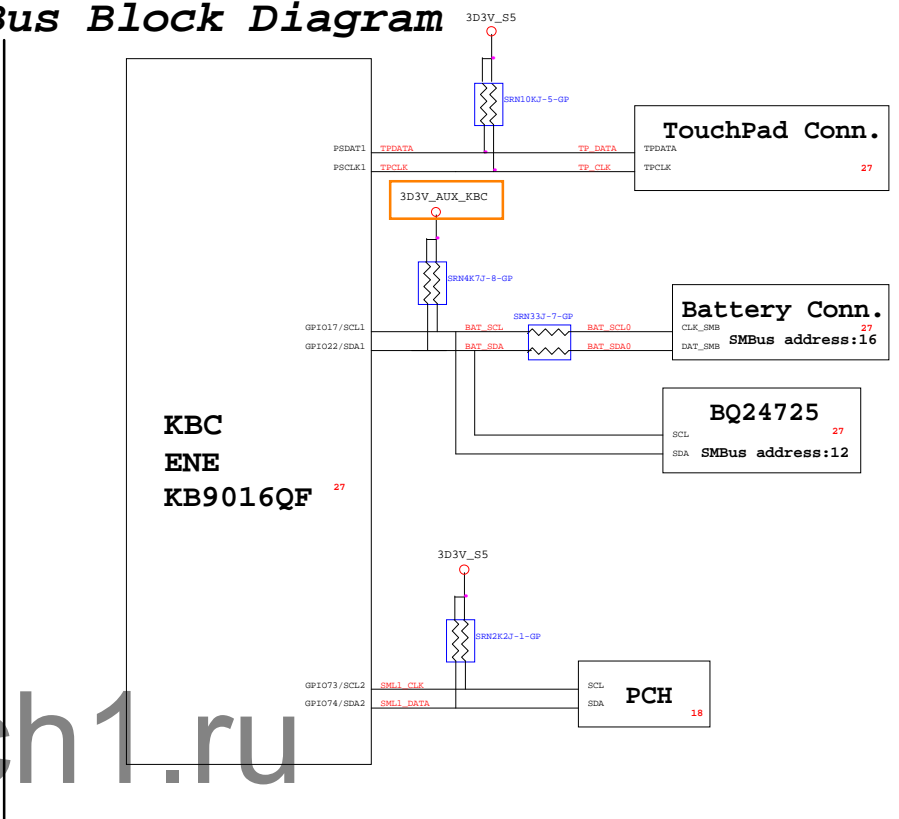 Bus Block Diagram
3D3V_S5
SRN10KJ-5-GP
TouchPad Conn.
PSDAT1 TPDATA TP_DATA TPDATA
PSCLK1 TPCLK TP_CLK TPCLK
27
3D3V_AUX_KBC
SRN4K7J-8-GP
Battery Conn.
SRN33J-7-GP
GPIO17/SCL1 BAT_SCL BAT_SCL0 CLK_SMB
27
GPIO22/SDA1 BAT_SDA BAT_SDA0 DAT_SMB
SMBus address:16
BQ24725
27
SCL
SDA SMBus address:12
KBC
ENE
KB9016QF 27
3D3V_S5
SRN2K2J-1-GP
GPIO73/SCL2 SML1_CLK SCL
GPIO74/SDA2 SML1_DATA SDA
PCH
18
ch1.ru